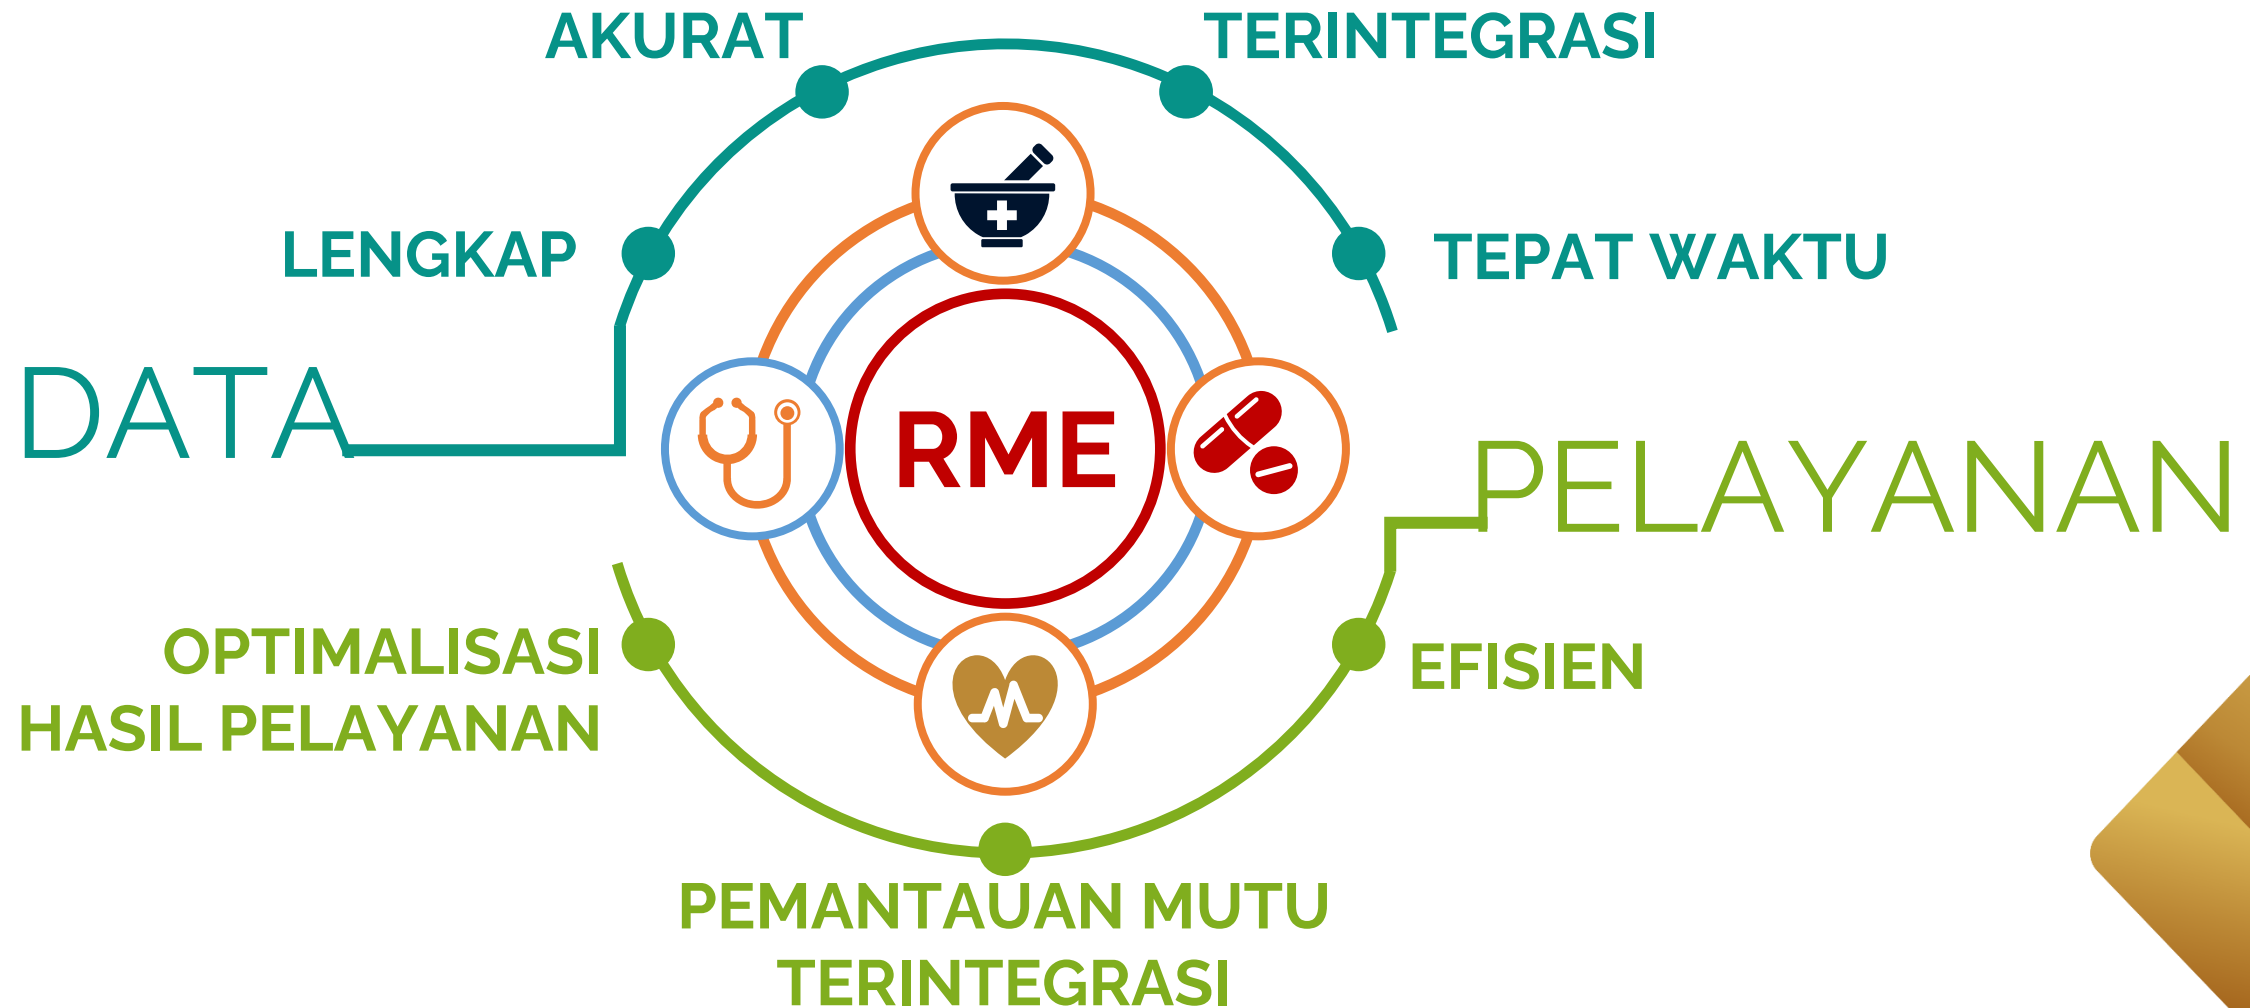 AKURAT
TERINTEGRASI
LENGKAP
TEPAT WAKTU
DATA
RME
PELAYANAN
OPTIMALISASI
HASIL PELAYANAN
EFISIEN
PEMANTAUAN MUTU
TERINTEGRASI